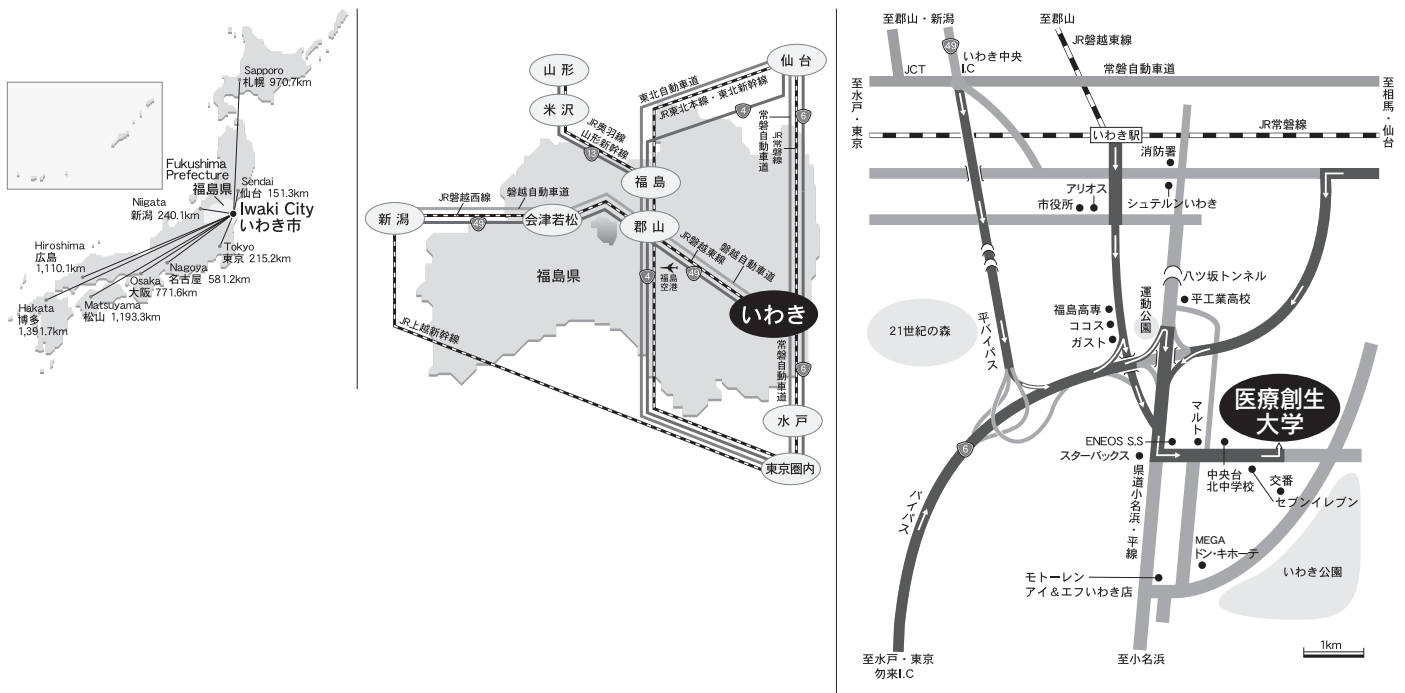 Sapporo
札幌 970.7km
Fukushima
Prefecture
福島県
Sendai
仙台 151.3km
Niigata
新潟 240.1km
Iwaki City
いわき市
Hiroshima
広島
1,110.1km
Tokyo
東京 215.2km
Nagoya
名古屋 581.2km
Osaka
大阪 771.6km
Hakata
博多
1,391.7km
Matsuyama
松山 1,193.3km
山形
米沢
仙台
東北自動車道
JR東北本線・東北新幹線
4
6
JR奥羽線
山形新幹線
13
常磐自動車道
JR常磐線
福島
JR磐越西線
磐越自動車道
新潟
49
会津若松
郡山
福島県
4
福島
空港
JR磐越東線
49
磐越自動車道
いわき
JR上越新幹線
常磐自動車道
6
水戸
東京圏内
至郡山・新潟
至郡山
49
いわき中央
I.C
JR磐越東線
JCT
常磐自動車道
至水戸・東京
至相馬・仙台
いわき駅
JR常磐線
消防署
アリオス
市役所
シュテルンいわき
八ツ坂トンネル
運動公園
平工業高校
21世紀の森
平バイパス
福島高専
ココス
ガスト
医療創生
大学
マルト
ENEOS S.S
スターバックス
6
県道小名浜・平線
中央台
北中学校
交番
セブンイレブン
バイパス
MEGA
ドン・キホーテ
モトーレン
アイ&エフいわき店
いわき公園
1km
至水戸・東京
勿来I.C
至小名浜